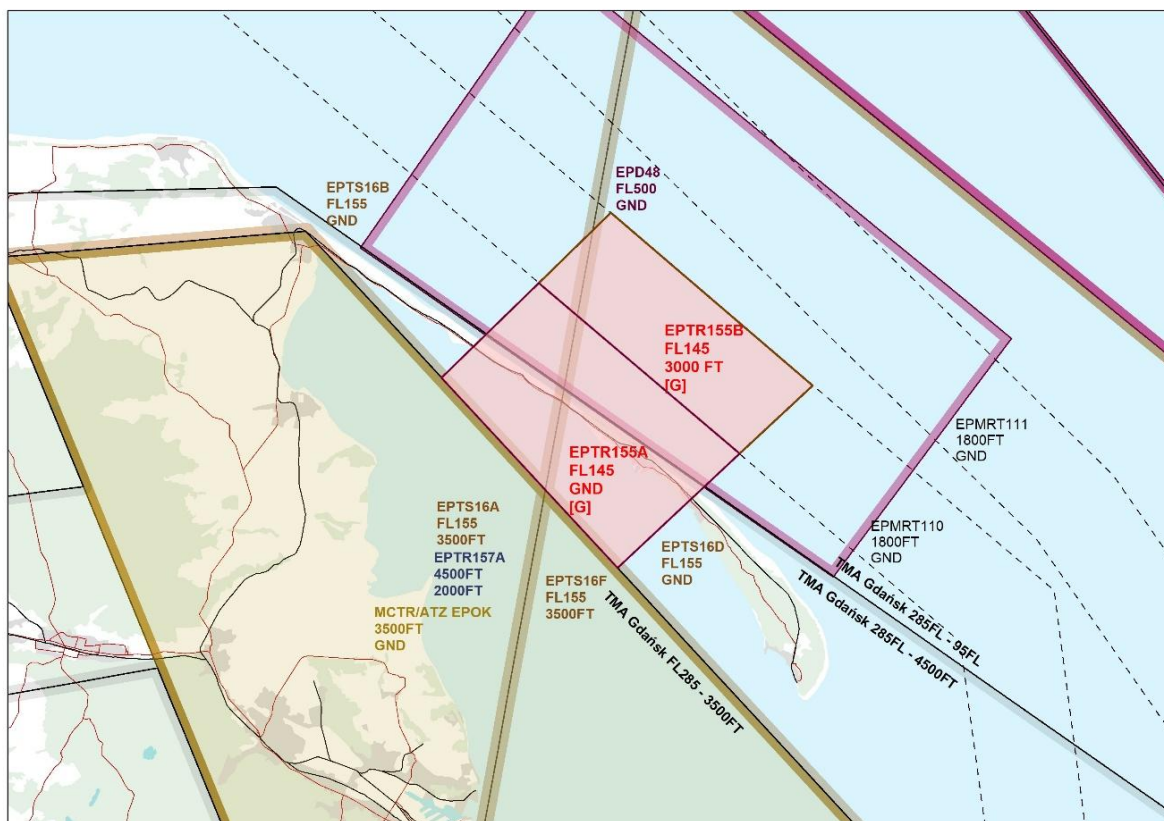 EPTS16B
FL155
GND
EPD48
FL500
GND
EPTR155B
FL145
3000 FT
[G]
EPTR155A
FL145
GND
[G]
EPMRT111
1800FT
GND
EPTS16A
FL155
3500FT
EPTR157A
4500FT
2000FT
MCTR/ATZ EPOK
3500FT
GND
EPTS16F
FL155
3500FT
EPTS16D
FL155
GND
EPMRT110
1800FT
GND
TMA Gdańsk FL285 - 3500FT
TMA Gdańsk 285FL - 95FL
TMA Gdańsk 285FL - 4500FT